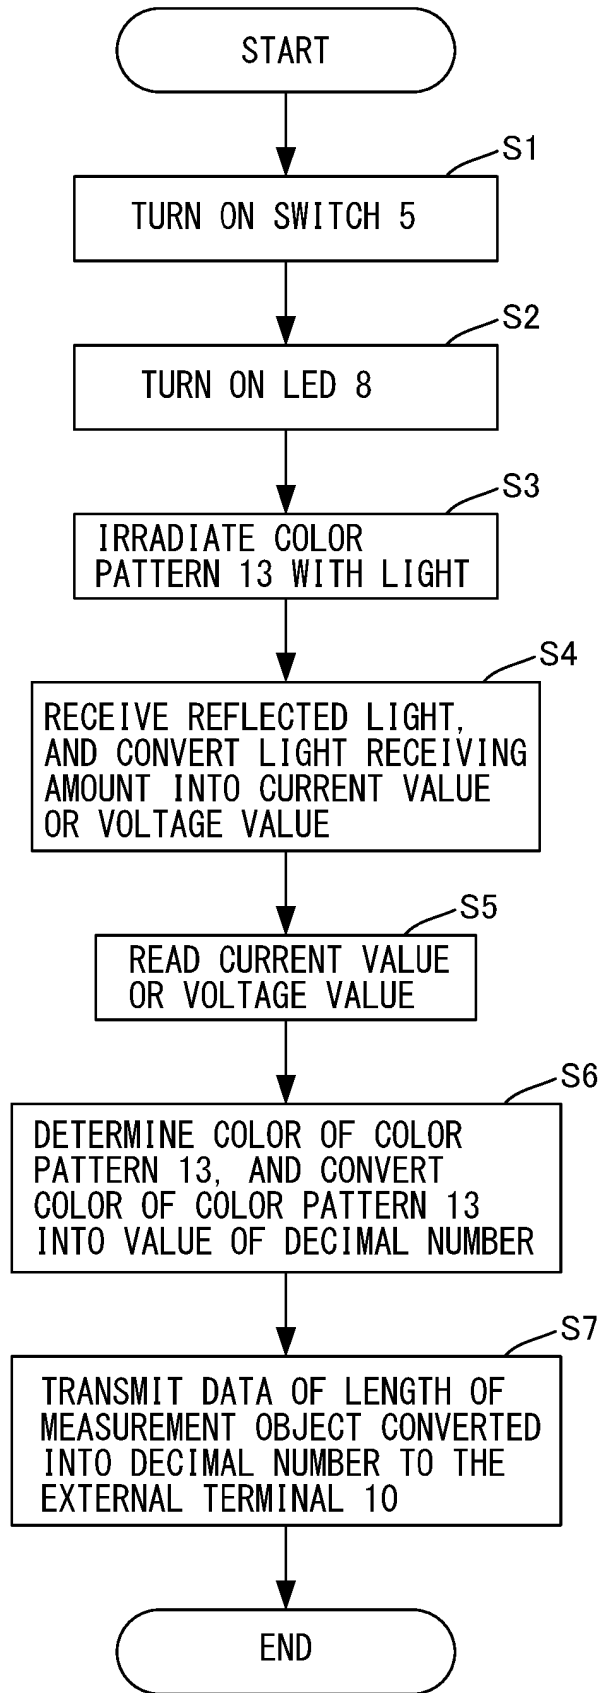 START
S1
TURN ON SWITCH 5
S2
TURN ON LED 8
S3
IRRADIATE COLOR
PATTERN 13 WITH LIGHT
S4
RECEIVE REFLECTED LIGHT,
AND CONVERT LIGHT RECEIVING
AMOUNT INTO CURRENT VALUE
OR VOLTAGE VALUE
S5
READ CURRENT VALUE
OR VOLTAGE VALUE
S6
DETERMINE COLOR OF COLOR
PATTERN 13, AND CONVERT
COLOR OF COLOR PATTERN 13
INTO VALUE OF DECIMAL NUMBER
S7
TRANSMIT DATA OF LENGTH OF
MEASUREMENT OBJECT CONVERTED
INTO DECIMAL NUMBER TO THE
EXTERNAL TERMINAL 10
END